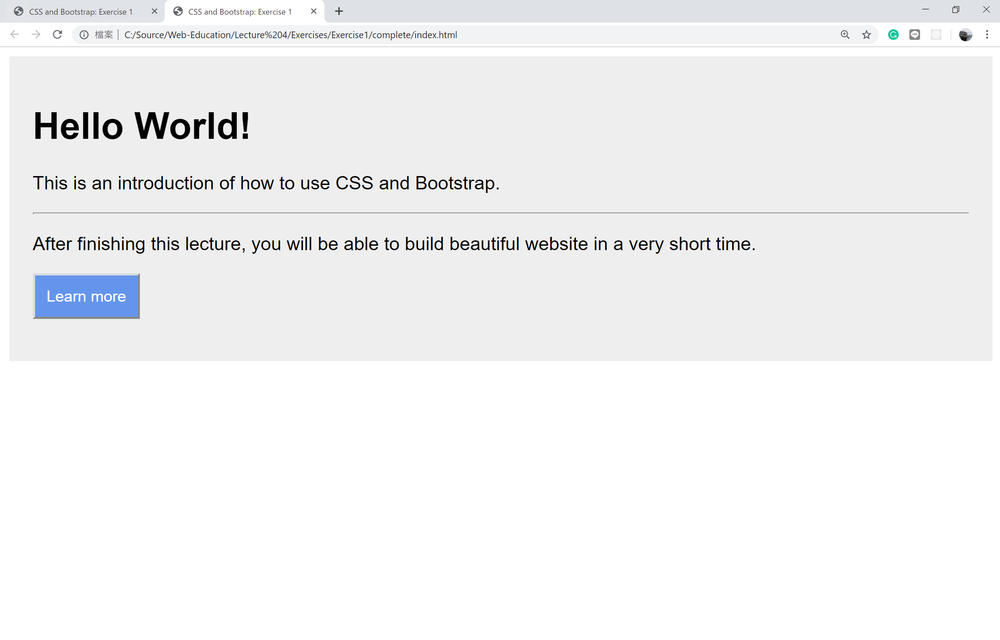 CSS and Bootstrap: Exercise 1
CSS and Bootstrap: Exercise 1
檔案 C:/Source/Web-Education/Lecture%204/Exercises/Exercise1/complete/index.html
LINE
Hello World!
This is an introduction of how to use CSS and Bootstrap.
After finishing this lecture, you will be able to build beautiful website in a very short time.
Learn more